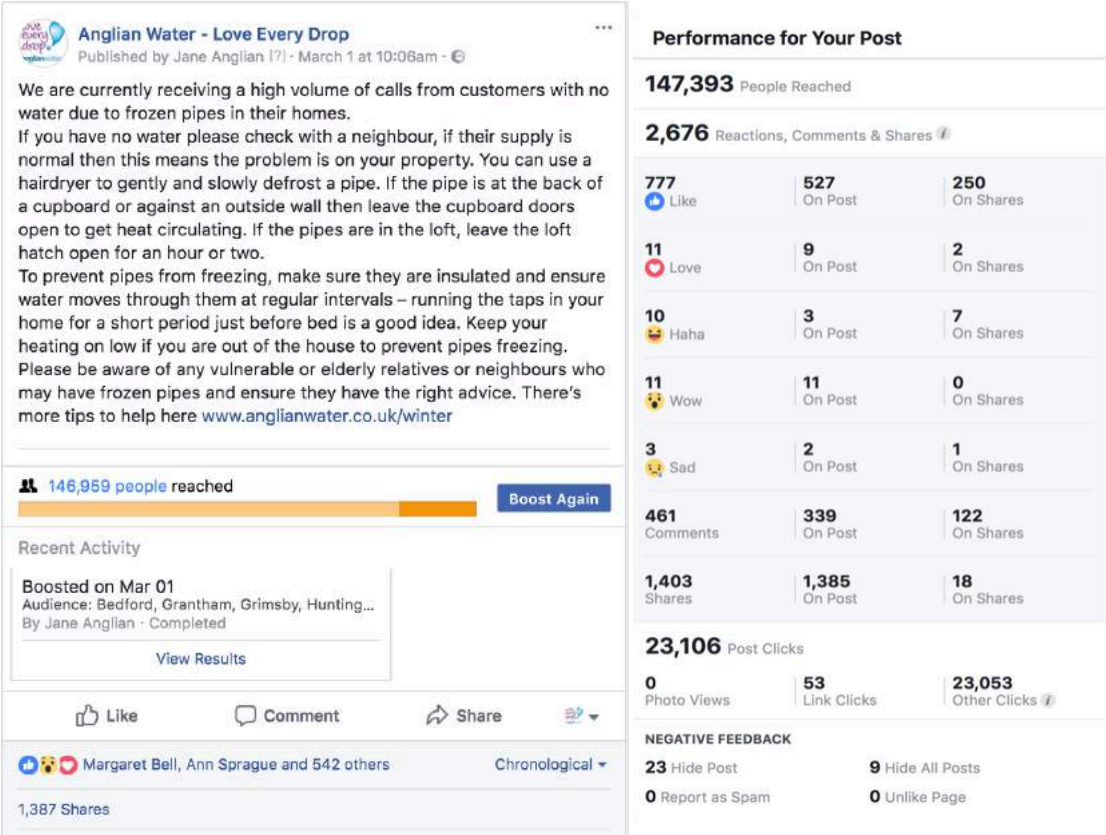 love every drop
anglianwater
Anglian Water - Love Every Drop
Published by Jane Anglian [?] · March 1 at 10:06am ·
We are currently receiving a high volume of calls from customers with no
water due to frozen pipes in their homes.
If you have no water please check with a neighbour, if their supply is
normal then this means the problem is on your property. You can use a
hairdryer to gently and slowly defrost a pipe. If the pipe is at the back of
a cupboard or against an outside wall then leave the cupboard doors
open to get heat circulating. If the pipes are in the loft, leave the loft
hatch open for an hour or two.
To prevent pipes from freezing, make sure they are insulated and ensure
water moves through them at regular intervals – running the taps in your
home for a short period just before bed is a good idea. Keep your
heating on low if you are out of the house to prevent pipes freezing.
Please be aware of any vulnerable or elderly relatives or neighbours who
may have frozen pipes and ensure they have the right advice. There's
more tips to help here www.anglianwater.co.uk/winter
146,959 people reached
Boost Again
Recent Activity
Boosted on Mar 01
Audience: Bedford, Grantham, Grimsby, Hunting...
By Jane Anglian · Completed
View Results
Like Comment Share
Margaret Bell, Ann Sprague and 542 others Chronological
1,387 Shares
Performance for Your Post
147,393 People Reached
2,676 Reactions, Comments & Shares
777 527 250
Like On Post On Shares
11 9 2
Love On Post On Shares
10 3 7
Haha On Post On Shares
11 11 0
Wow On Post On Shares
3 2 1
Sad On Post On Shares
461 339 122
Comments On Post On Shares
1,403 1,385 18
Shares On Post On Shares
23,106 Post Clicks
0 53 23,053
Photo Views Link Clicks Other Clicks
NEGATIVE FEEDBACK
23 Hide Post 9 Hide All Posts
0 Report as Spam 0 Unlike Page